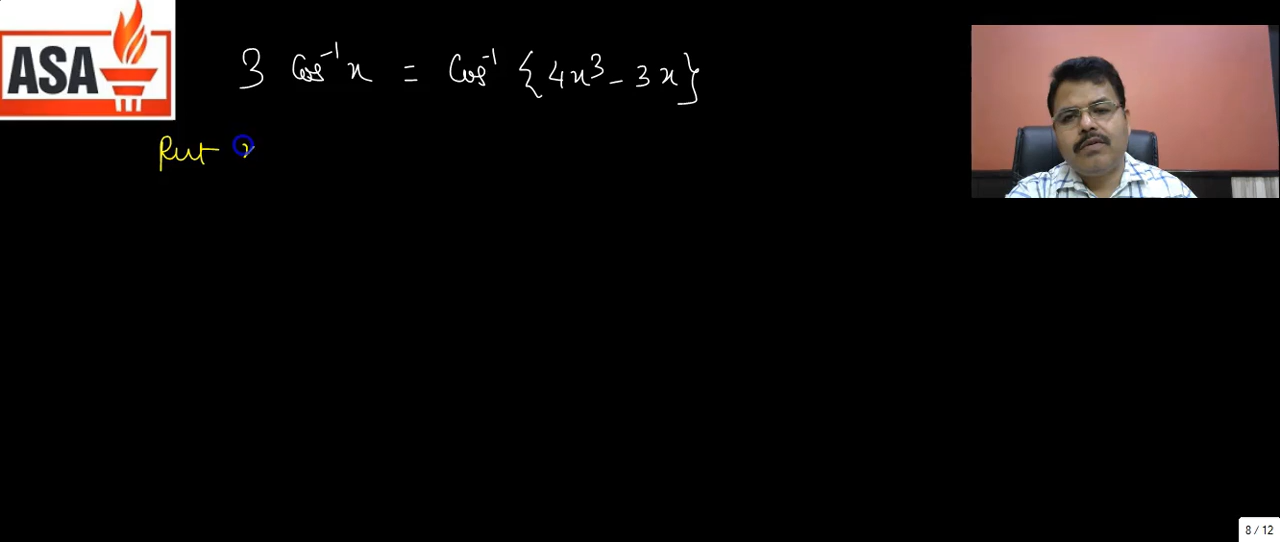 ASA
3 Cos⁻¹x = Cos⁻¹ {4x³ - 3x}
Put x
8 / 12